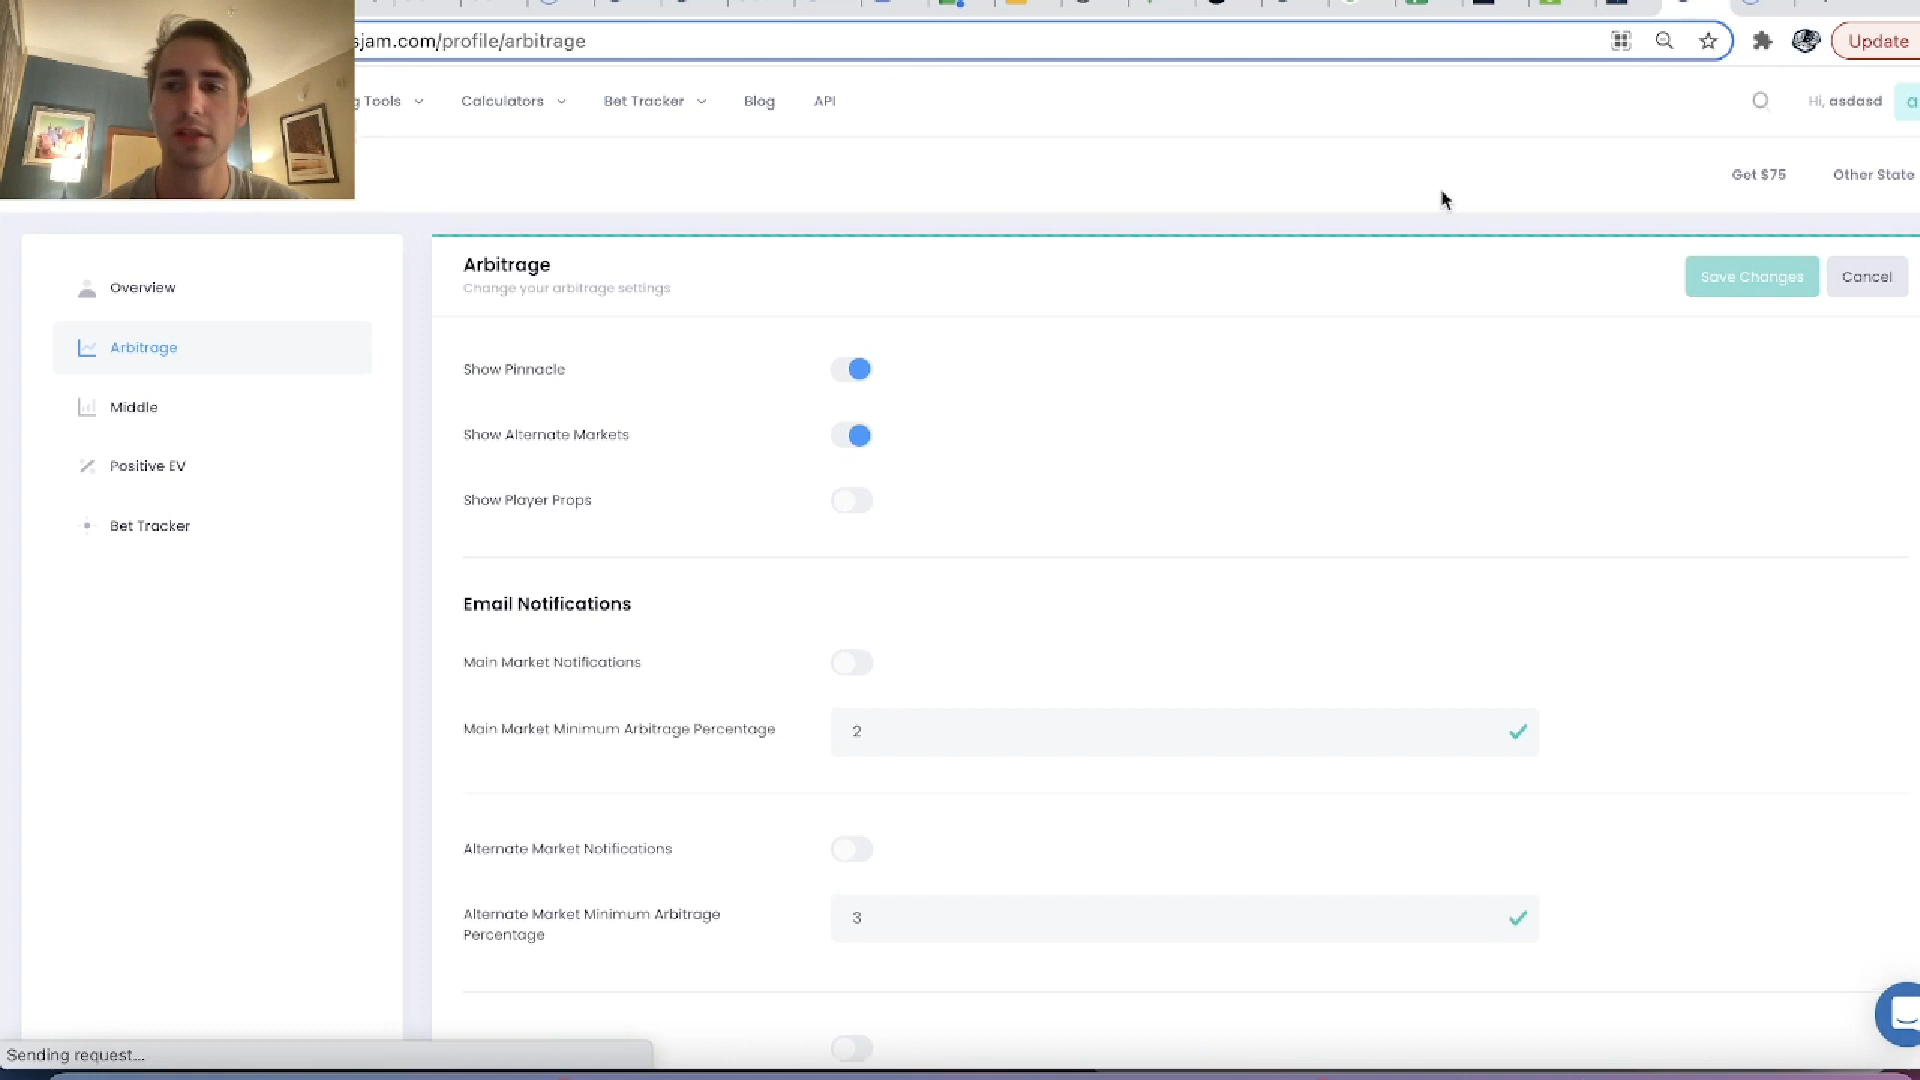 sjam.com/profile/arbitrage
Update
g Tools
Calculators
Bet Tracker
Blog
API
Hi, asdasd
a
Get $75
Other State
Overview
Arbitrage
Middle
Positive EV
Bet Tracker
Arbitrage
Change your arbitrage settings
Save Changes
Cancel
Show Pinnacle
Show Alternate Markets
Show Player Props
Email Notifications
Main Market Notifications
Main Market Minimum Arbitrage Percentage
2
Alternate Market Notifications
Alternate Market Minimum Arbitrage
Percentage
3
Sending request...